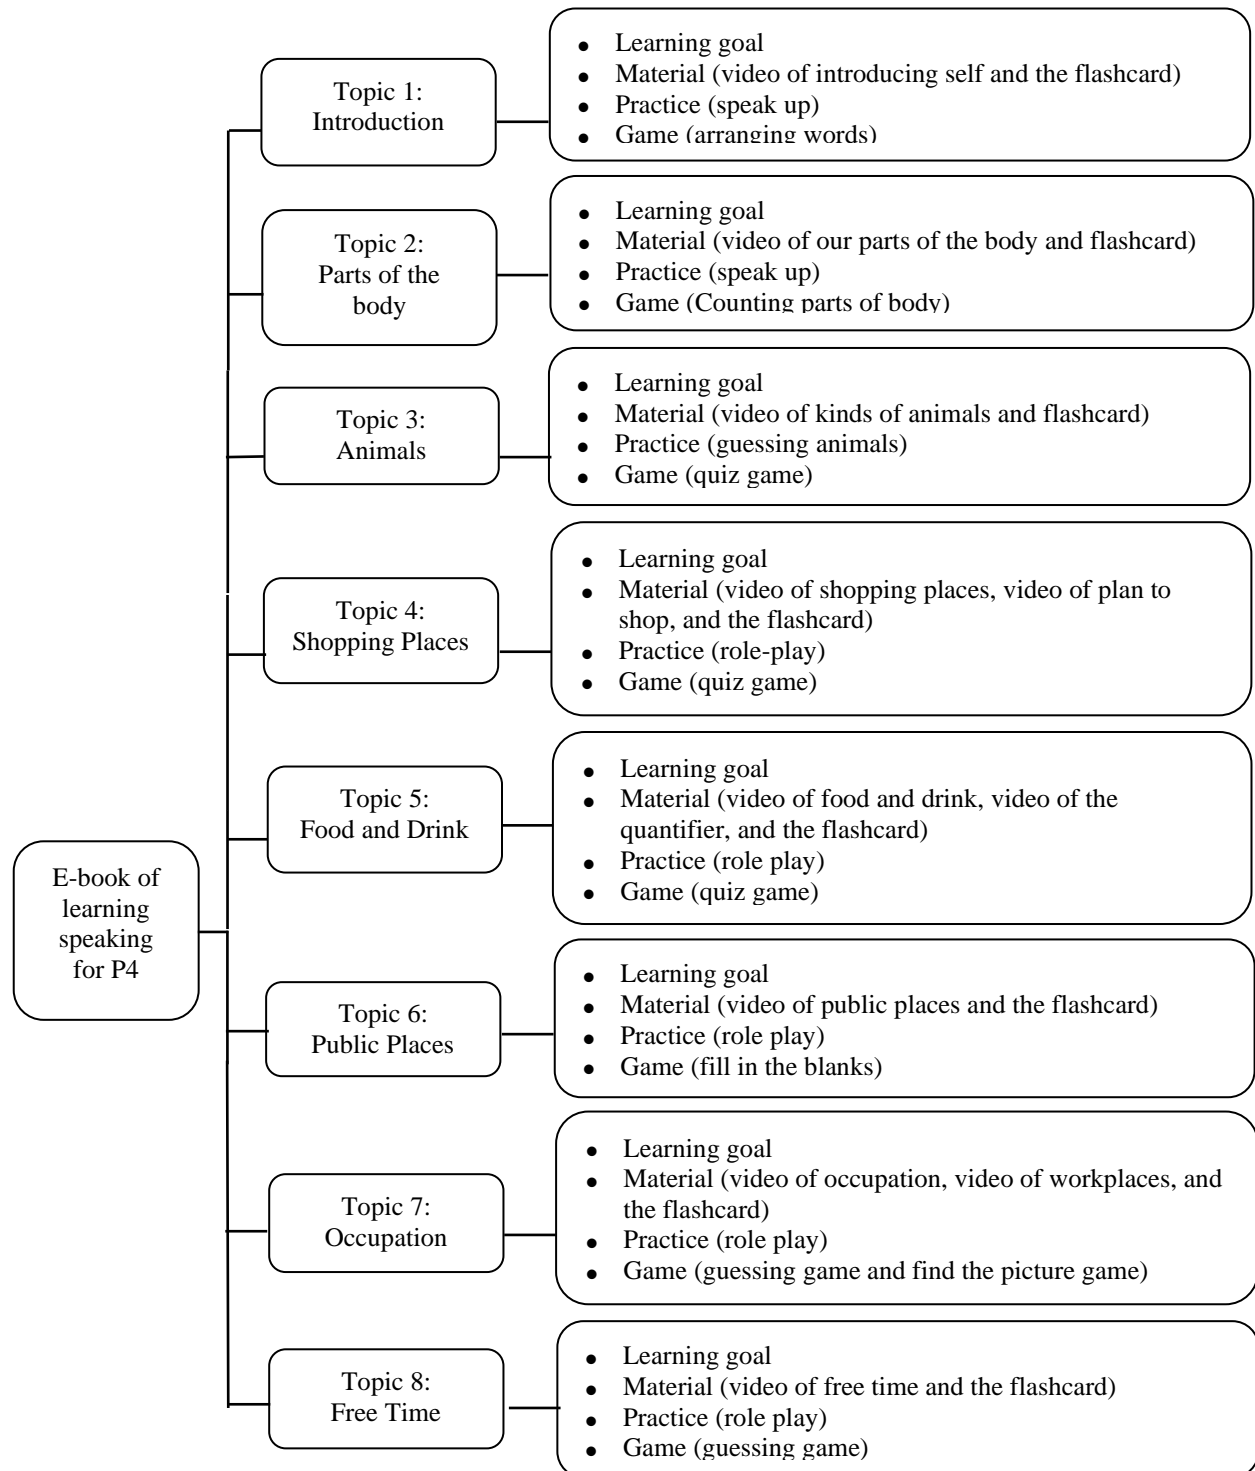 E-book of
learning
speaking
for P4
Topic 1:
Introduction
● Learning goal
● Material (video of introducing self and the flashcard)
● Practice (speak up)
● Game (arranging words)
Topic 2:
Parts of the
body
● Learning goal
● Material (video of our parts of the body and flashcard)
● Practice (speak up)
● Game (Counting parts of body)
Topic 3:
Animals
● Learning goal
● Material (video of kinds of animals and flashcard)
● Practice (guessing animals)
● Game (quiz game)
Topic 4:
Shopping Places
● Learning goal
● Material (video of shopping places, video of plan to
shop, and the flashcard)
● Practice (role-play)
● Game (quiz game)
Topic 5:
Food and Drink
● Learning goal
● Material (video of food and drink, video of the
quantifier, and the flashcard)
● Practice (role play)
● Game (quiz game)
Topic 6:
Public Places
● Learning goal
● Material (video of public places and the flashcard)
● Practice (role play)
● Game (fill in the blanks)
Topic 7:
Occupation
● Learning goal
● Material (video of occupation, video of workplaces, and
the flashcard)
● Practice (role play)
● Game (guessing game and find the picture game)
Topic 8:
Free Time
● Learning goal
● Material (video of free time and the flashcard)
● Practice (role play)
● Game (guessing game)